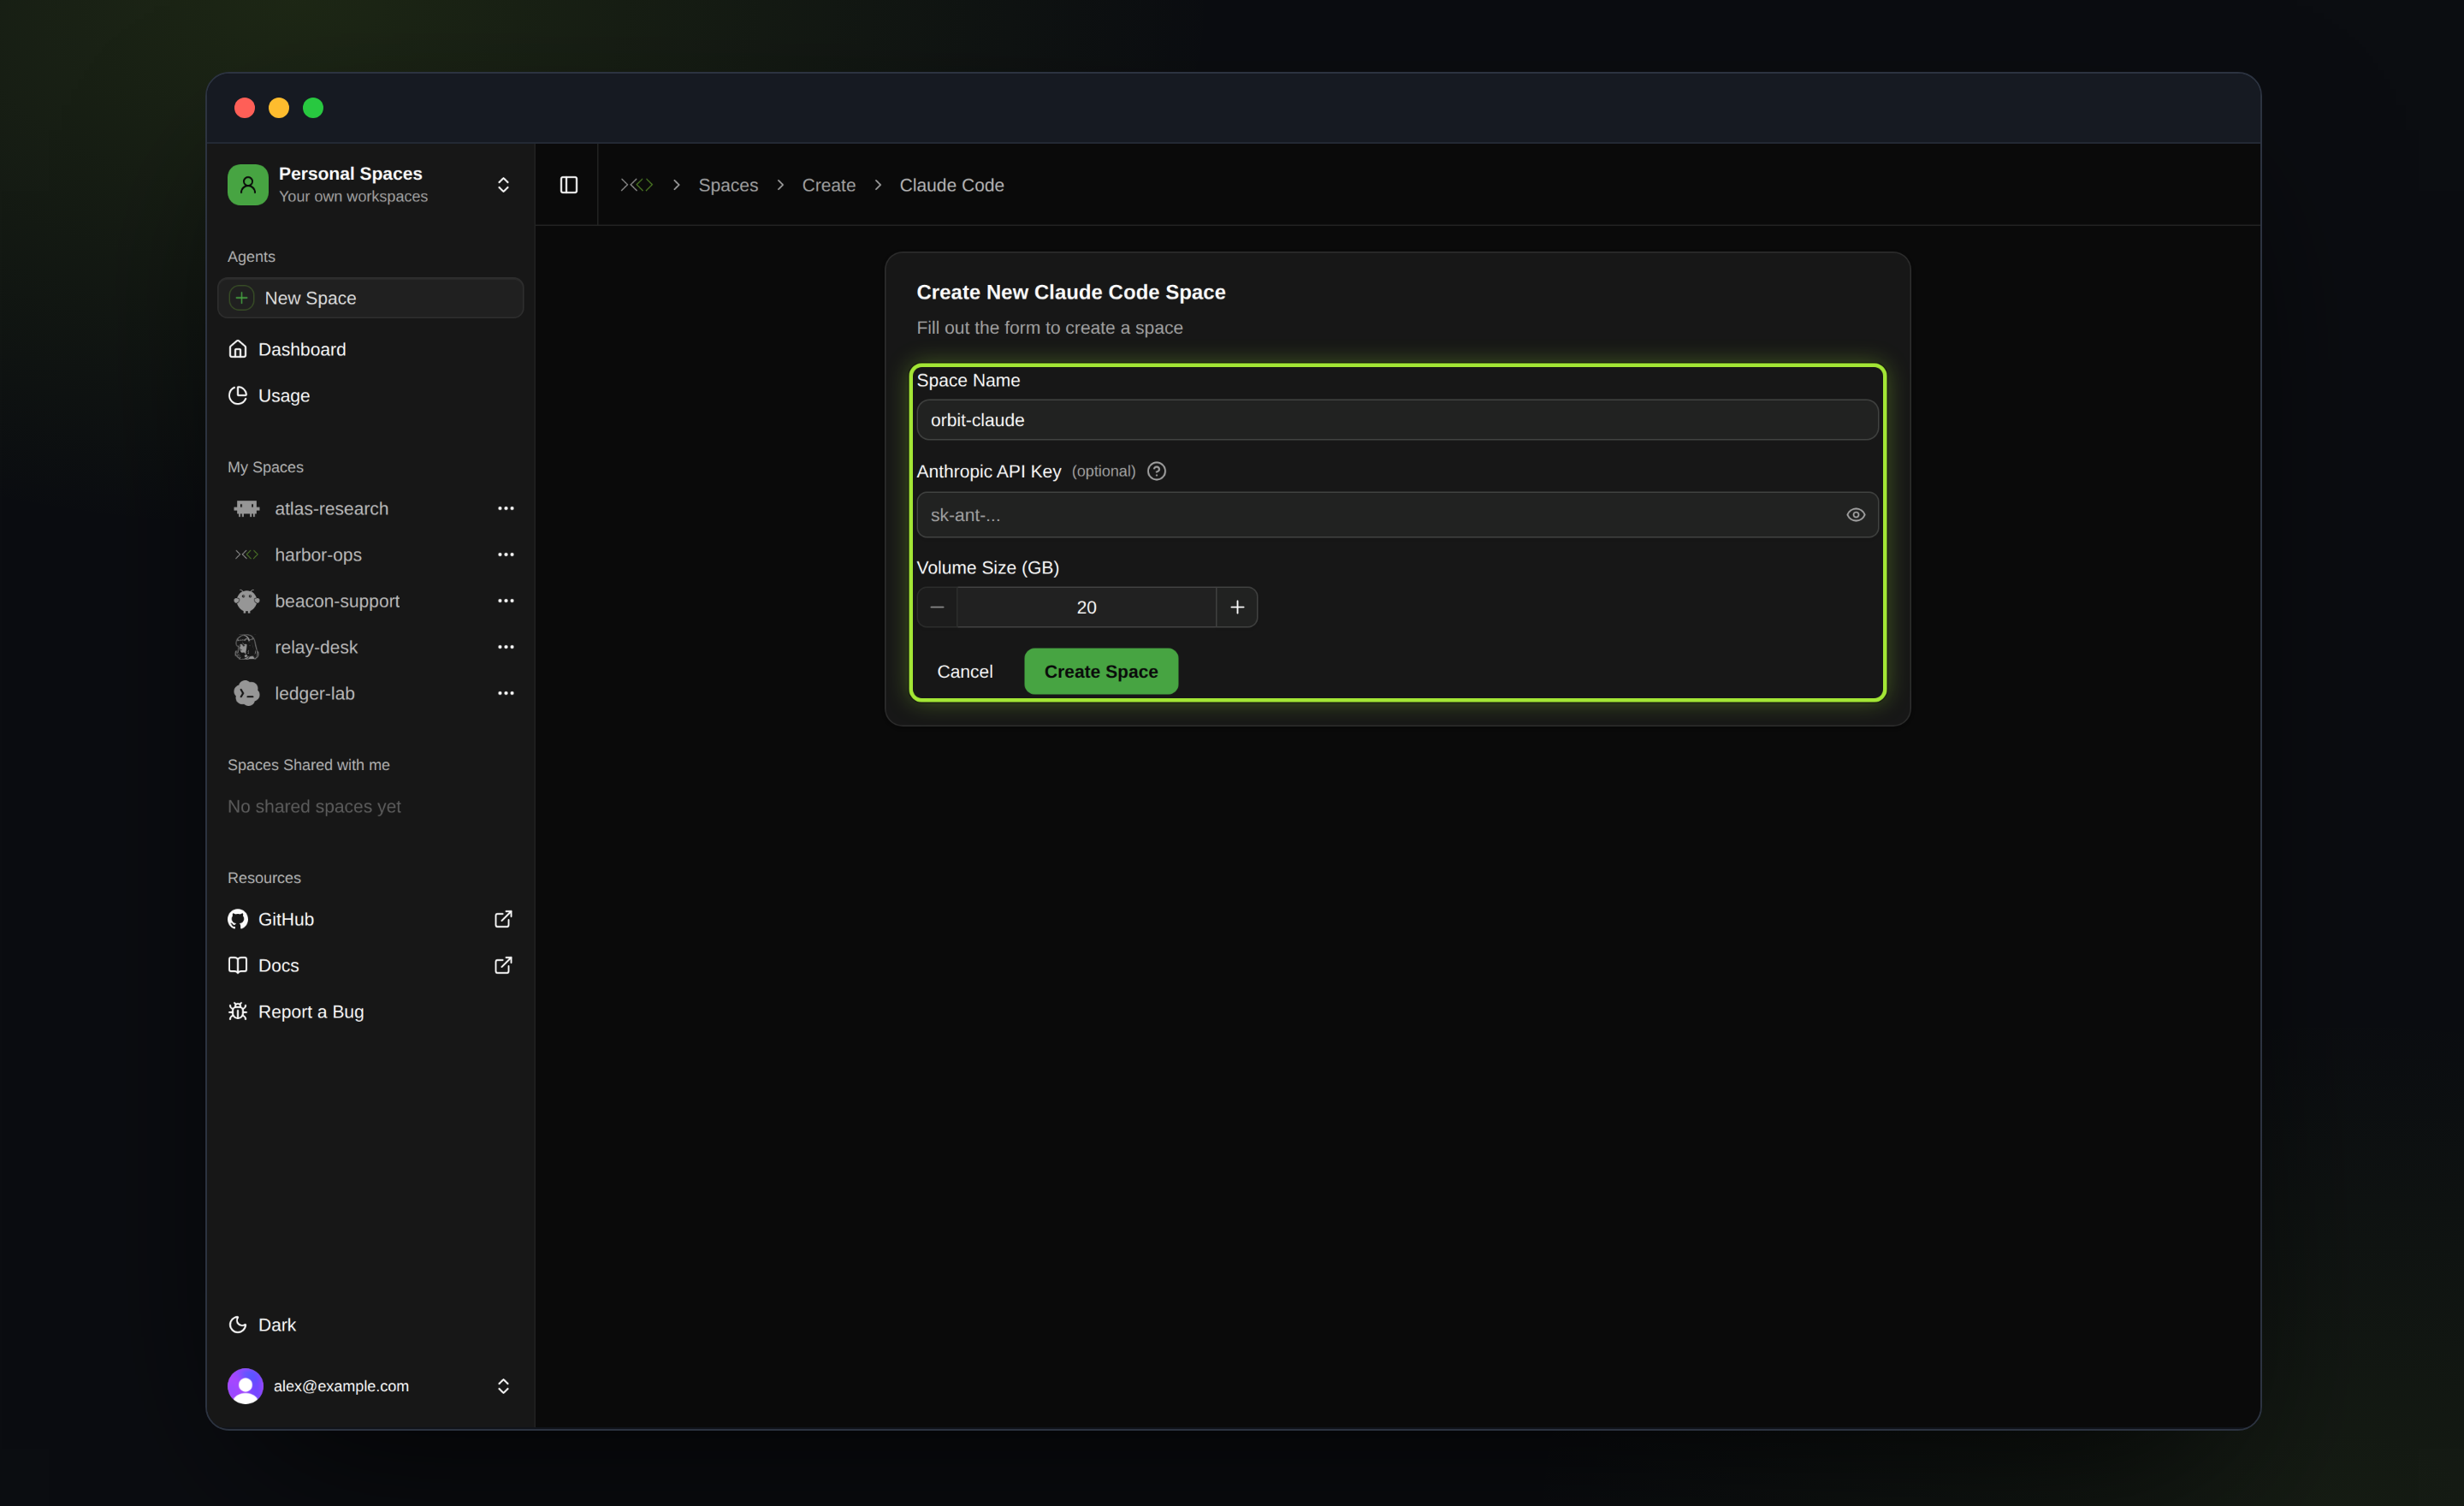 Personal Spaces
Your own workspaces
Agents
New Space
Dashboard
Usage
My Spaces
atlas-research
harbor-ops
beacon-support
relay-desk
ledger-lab
Spaces Shared with me
No shared spaces yet
Resources
GitHub
Docs
Report a Bug
Dark
alex@example.com
Spaces
Create
Claude Code
Create New Claude Code Space
Fill out the form to create a space
Space Name
orbit-claude
Anthropic API Key (optional)
sk-ant-...
Volume Size (GB)
20
Cancel
Create Space